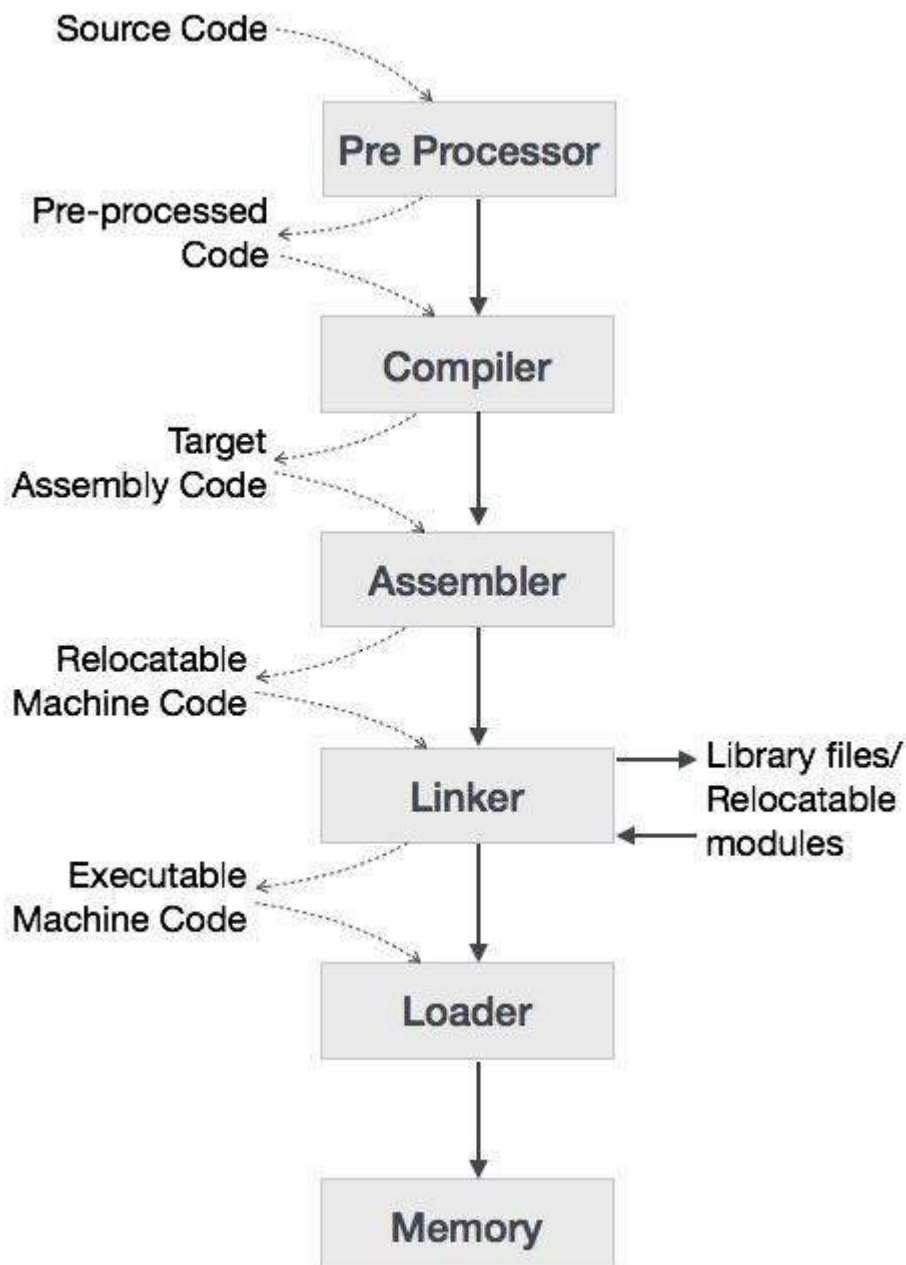 Source Code
Pre Processor
Pre-processed
Code
Compiler
Target
Assembly Code
Assembler
Relocatable
Machine Code
Linker
Library files/
Relocatable
modules
Executable
Machine Code
Loader
Memory